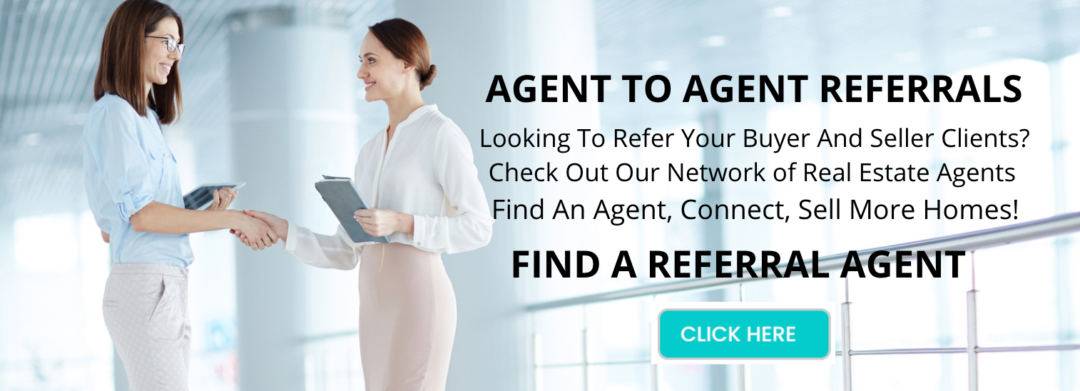 AGENT TO AGENT REFERRALS
Looking To Refer Your Buyer And Seller Clients?
Check Out Our Network of Real Estate Agents
Find An Agent, Connect, Sell More Homes!
FIND A REFERRAL AGENT
CLICK HERE